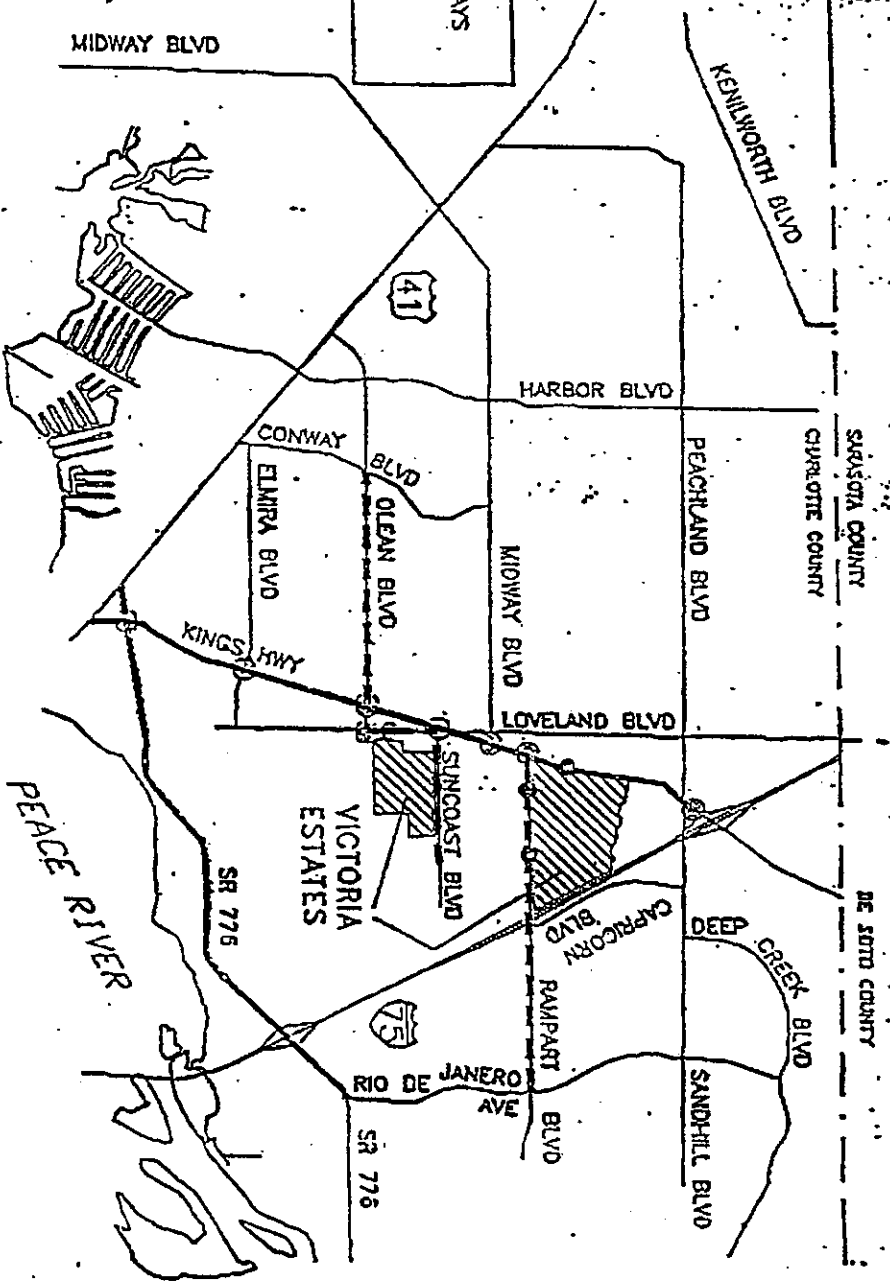 AYS
MIDWAY BLVD
KENILWORTH BLVD
41
HARBOR BLVD
SARASOTA COUNTY
CHARLOTTE COUNTY
CONWAY
BLVD
ELMIRA BLVD
OLEAN BLVD
PEACHLAND BLVD
MIDWAY BLVD
KINGS HWY
LOVELAND BLVD
SUNCOAST BLVD
VICTORIA
ESTATES
PEACE RIVER
SR 776
CAPRICORN
BLVD
DEEP CREEK BLVD
DE SOTO COUNTY
75
RAMPART BLVD
RIO DE JANERO
AVE
SANDHILL BLVD
SR 776